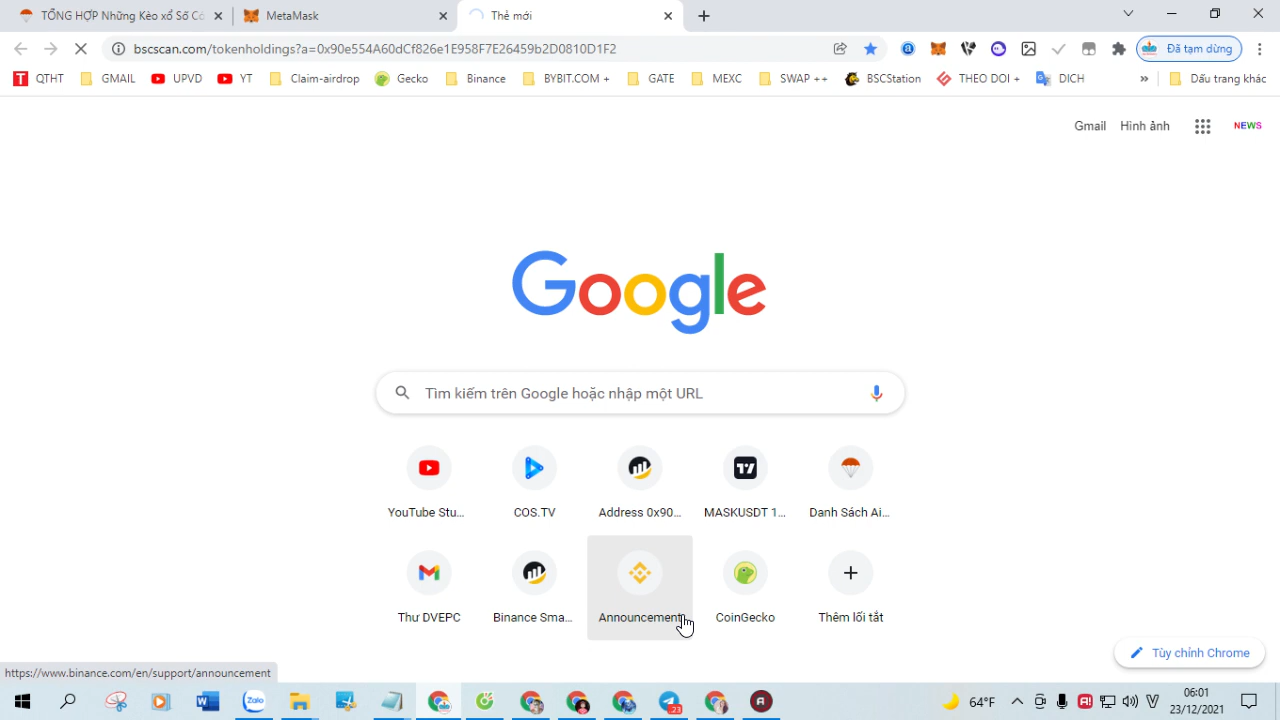 TỔNG HỢP Những Kèo xổ Số Có
MetaMask
Thẻ mới
bscscan.com/tokenholdings?a=0x90e554A60dCf826e1E958F7E26459b2D0810D1F2
Đã tạm dừng
QTHT
GMAIL
UPVD
YT
Claim-airdrop
Gecko
Binance
BYBIT.COM +
GATE
MEXC
SWAP ++
BSCStation
THEO DOI +
DICH
»
Dấu trang khác
Gmail
Hình ảnh
NEWS
Google
Tìm kiếm trên Google hoặc nhập một URL
YouTube Stu...
COS.TV
Address 0x90...
MASKUSDT 1...
Danh Sách Ai...
Thư DVEPC
Binance Sma...
Announcement
CoinGecko
Thêm lối tắt
Tùy chỉnh Chrome
https://www.binance.com/en/support/announcement
Zalo
23
64°F
06:01
23/12/2021